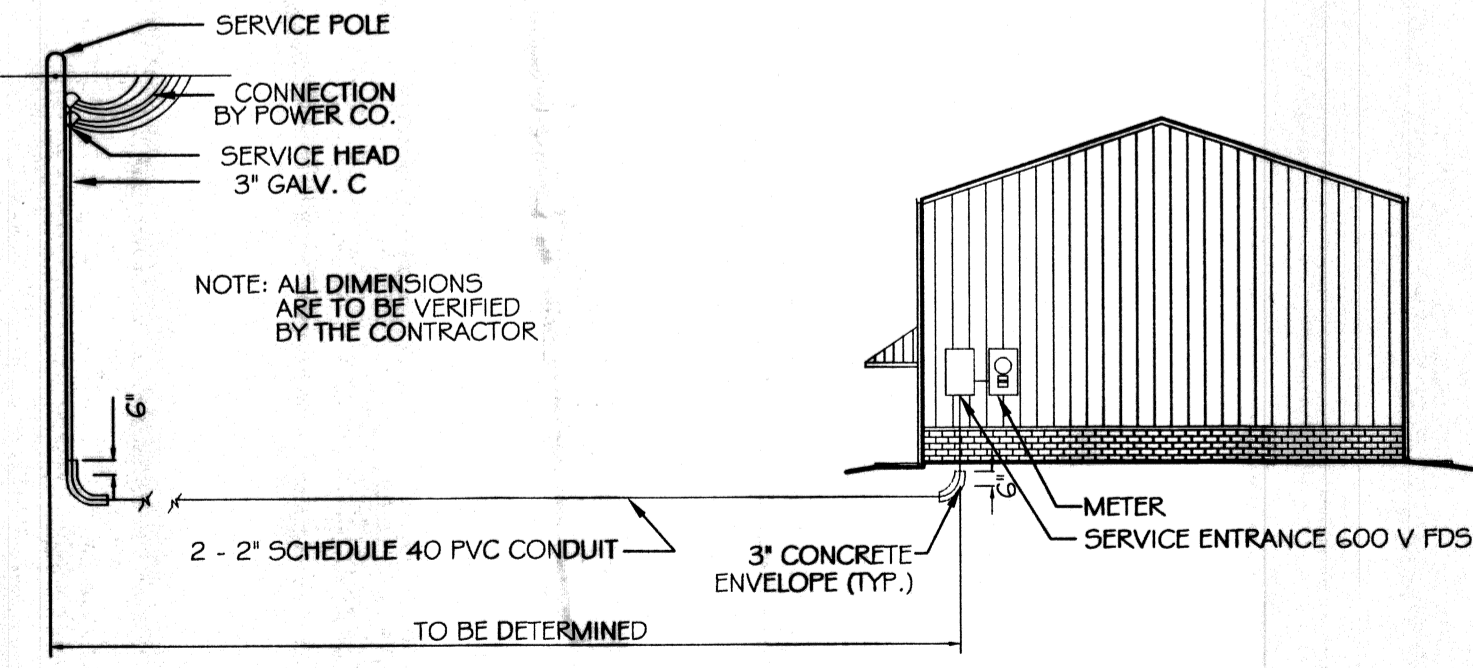 SERVICE POLE
CONNECTION
BY POWER CO.
SERVICE HEAD
3" GALV. C
NOTE: ALL DIMENSIONS
ARE TO BE VERIFIED
BY THE CONTRACTOR
6"
6"
METER
SERVICE ENTRANCE 600 V FDS
2 - 2" SCHEDULE 40 PVC CONDUIT
3" CONCRETE
ENVELOPE (TYP.)
TO BE DETERMINED